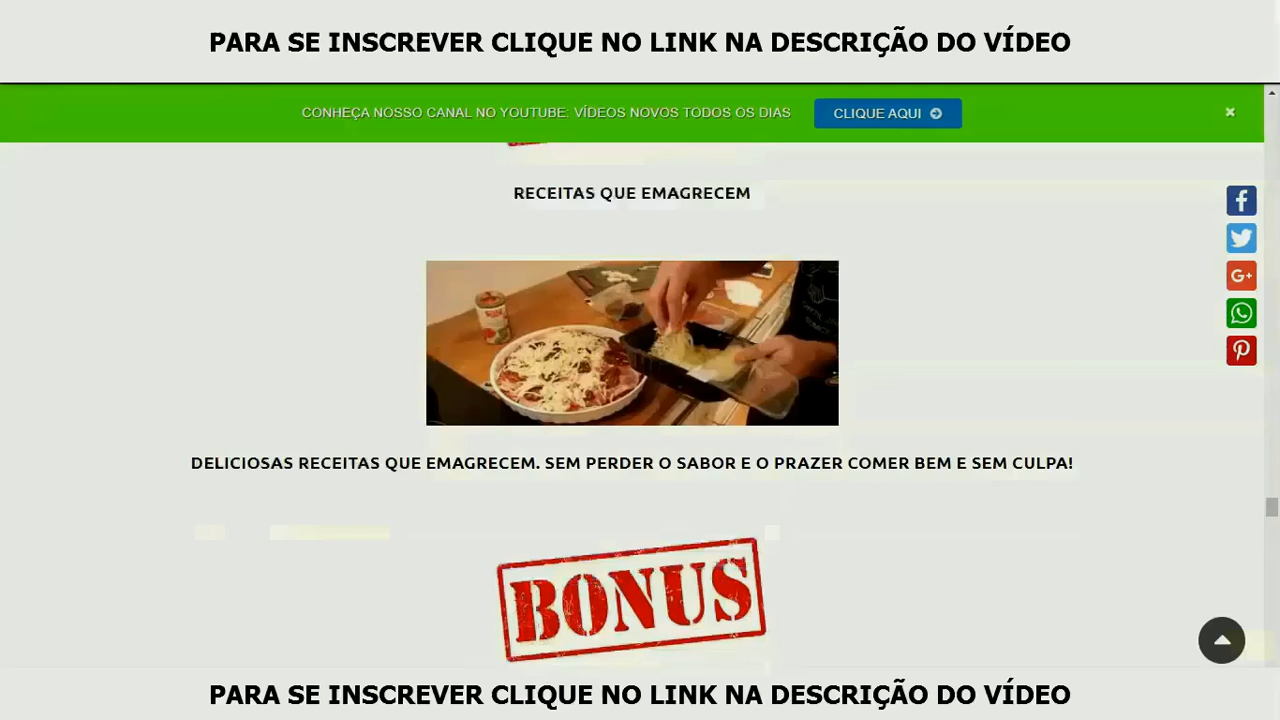 PARA SE INSCREVER CLIQUE NO LINK NA DESCRIÇÃO DO VÍDEO
CONHEÇA NOSSO CANAL NO YOUTUBE: VÍDEOS NOVOS TODOS OS DIAS CLIQUE AQUI
RECEITAS QUE EMAGRECEM
DELICIOSAS RECEITAS QUE EMAGRECEM. SEM PERDER O SABOR E O PRAZER COMER BEM E SEM CULPA!
BONUS
PARA SE INSCREVER CLIQUE NO LINK NA DESCRIÇÃO DO VÍDEO